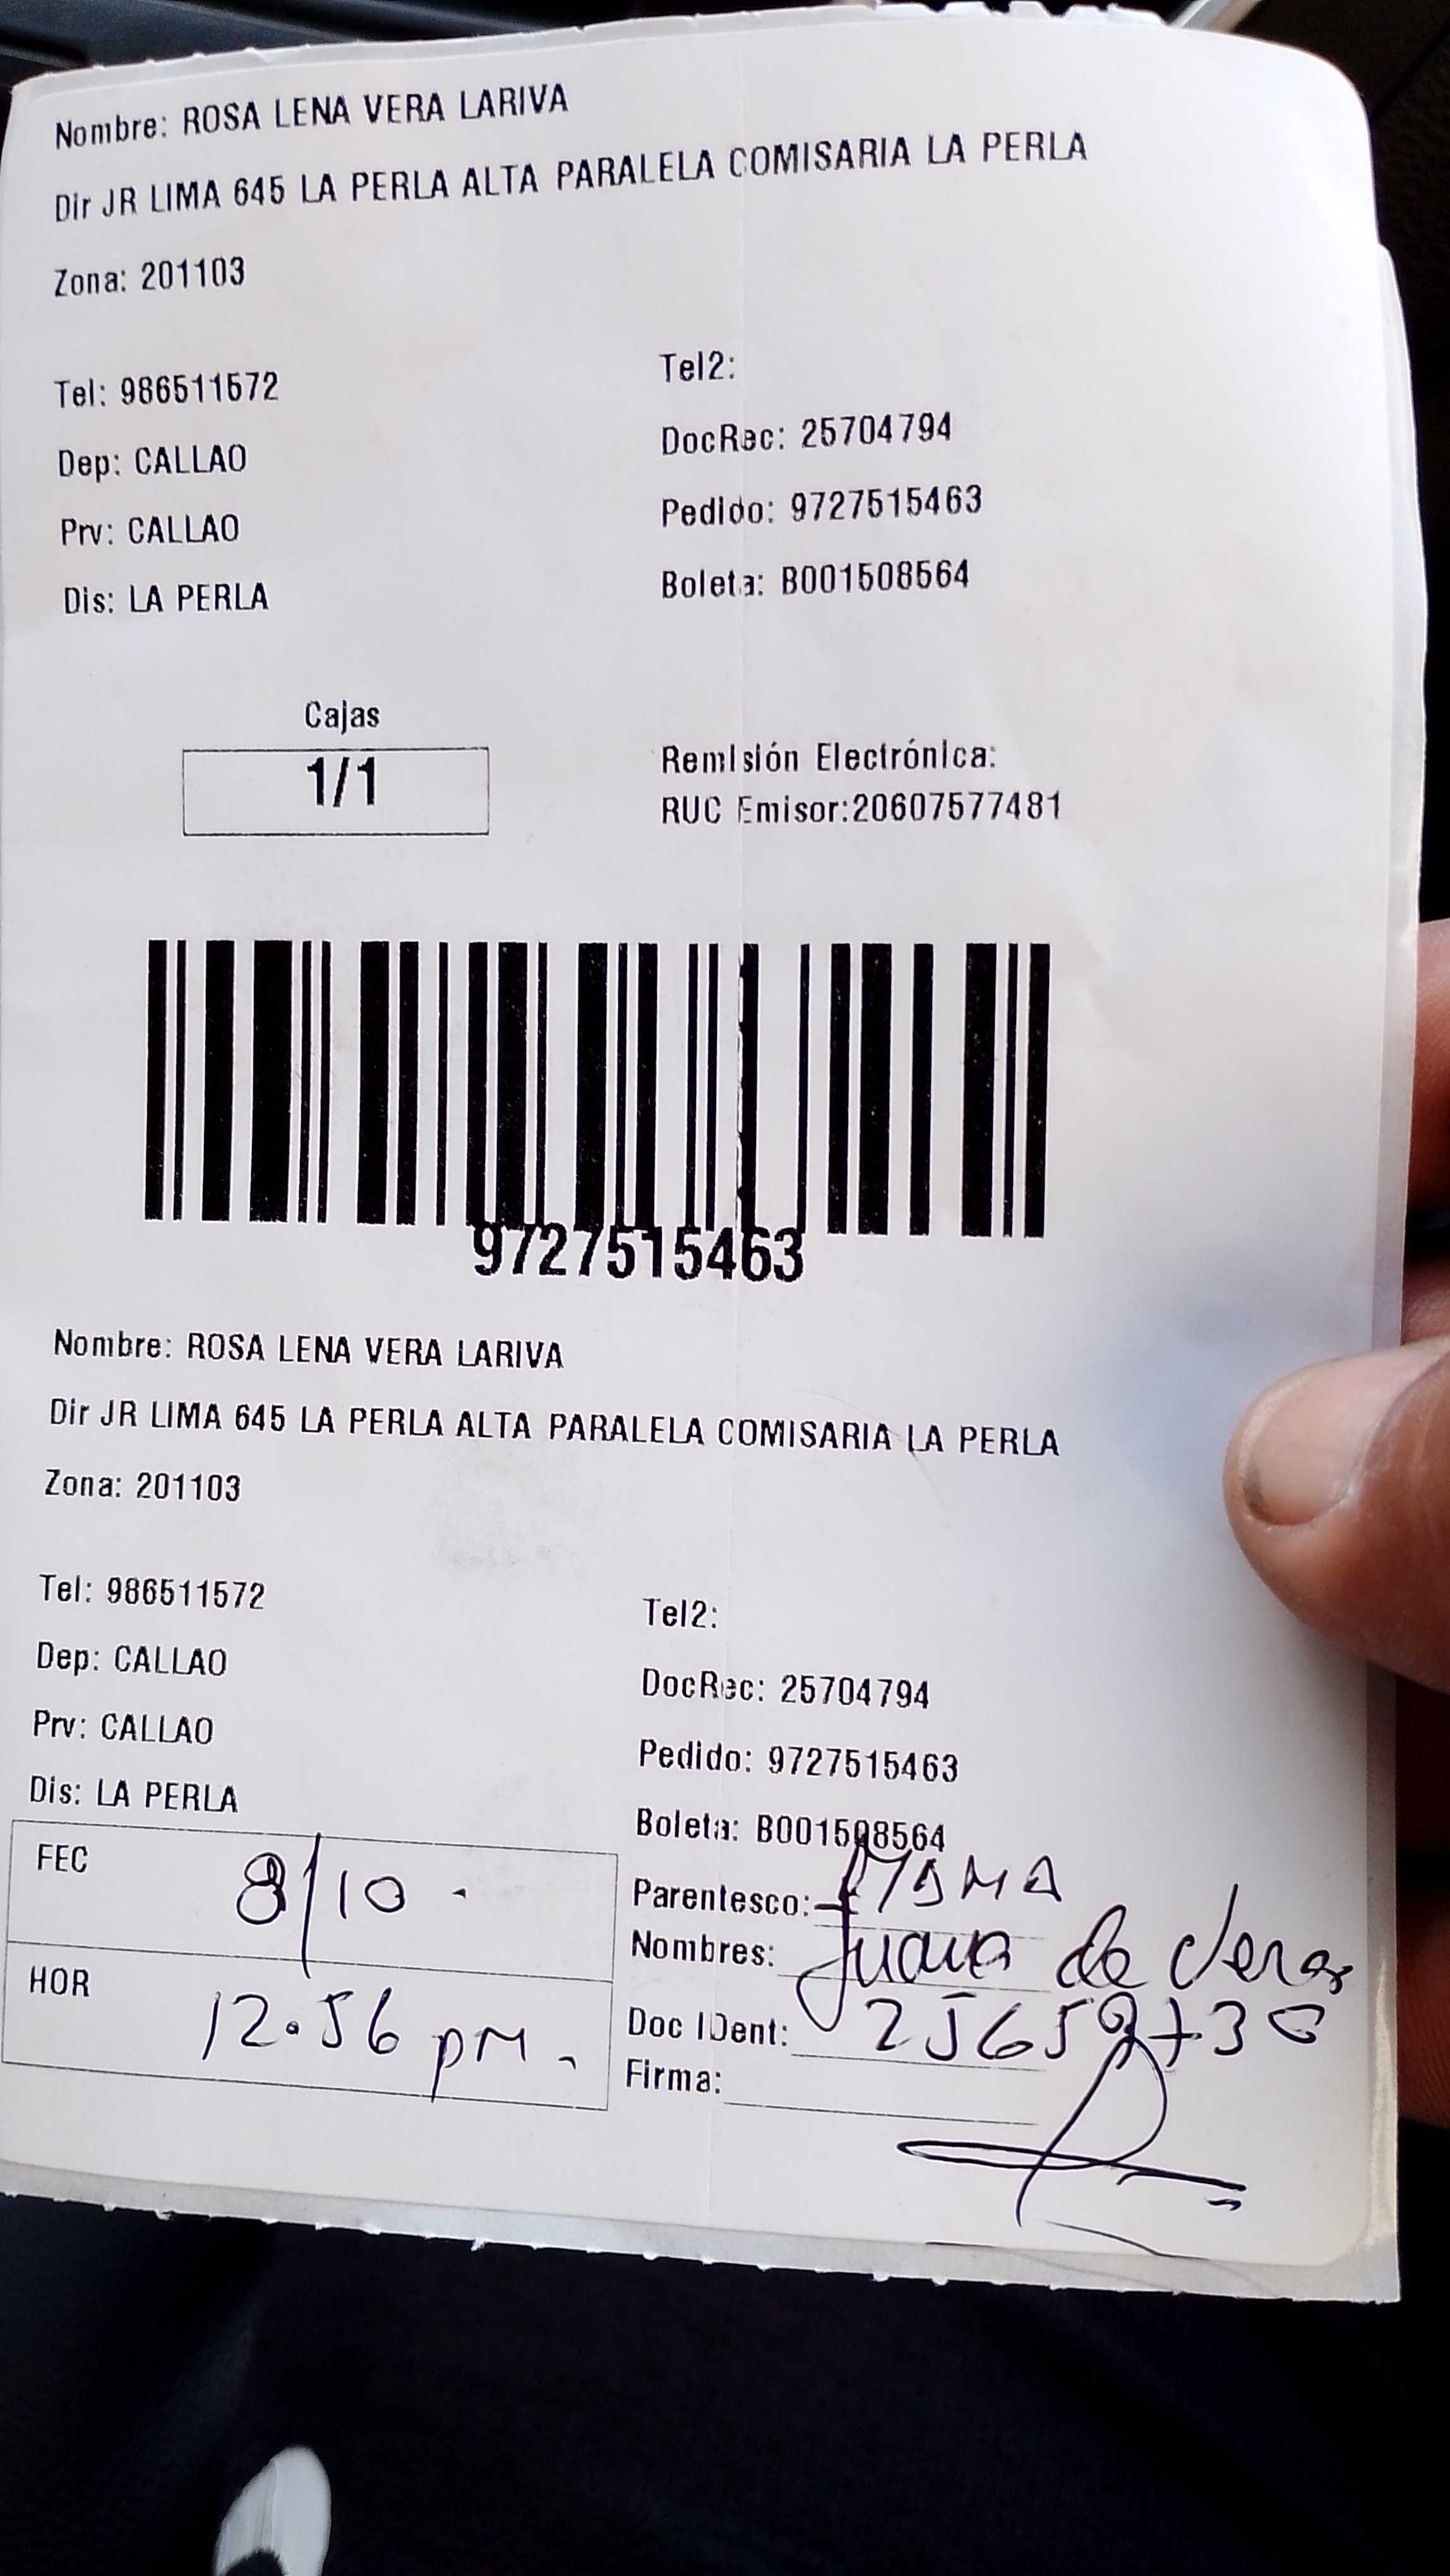 Nombre: ROSA LENA VERA LARIVA
Dir JR LIMA 645 LA PERLA ALTA PARALELA COMISARIA LA PERLA
Zona: 201103
Tel: 986511572
Tel2:
Dep: CALLAO
DocRec: 25704794
Prv: CALLAO
Pedido: 9727515463
Dis: LA PERLA
Boleta: B001508564
Cajas
1/1
Remisión Electrónica:
RUC Emisor:20607577481
9727515463
Nombre: ROSA LENA VERA LARIVA
Dir JR LIMA 645 LA PERLA ALTA PARALELA COMISARIA LA PERLA
Zona: 201103
Tel: 986511572
Tel2:
Dep: CALLAO
DocRec: 25704794
Prv: CALLAO
Pedido: 9727515463
Dis: LA PERLA
Boleta: B001508564
FEC 8/10.
Parentesco: MAMA
Nombres: Juana de Vera
HOR 12.56 pm.
Doc IDent:
Firma: